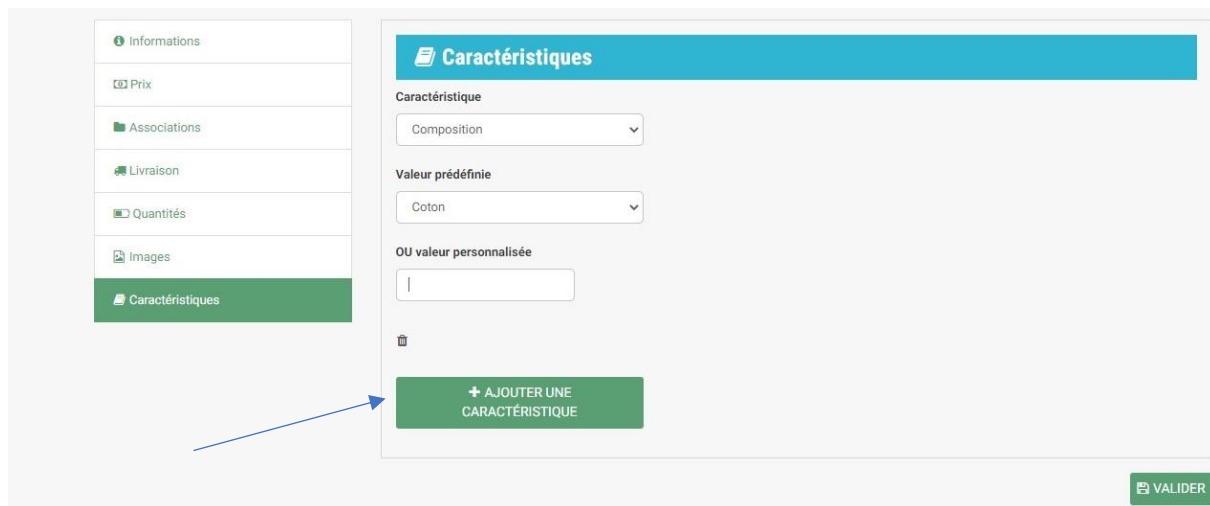 Informations
Prix
Associations
Livraison
Quantités
Images
Caractéristiques
Caractéristiques
Caractéristique
Composition
Valeur prédéfinie
Coton
OU valeur personnalisée
+ AJOUTER UNE
CARACTÉRISTIQUE
VALIDER